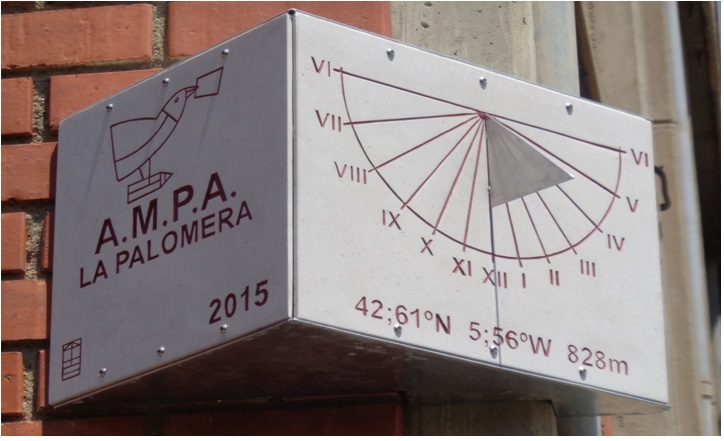 A.M.P.A.
LA PALOMERA
2015
VI
VII
VIII
IX
X
XI
XII
I
II
III
IV
V
VI
42;61ºN 5;56ºW 828m